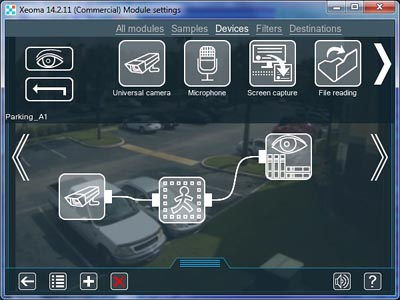 Xeoma 14.2.11 (Commercial) Module settings
All modules Samples Devices Filters Destinations
Universal camera Microphone Screen capture File reading
Parking_A1
?